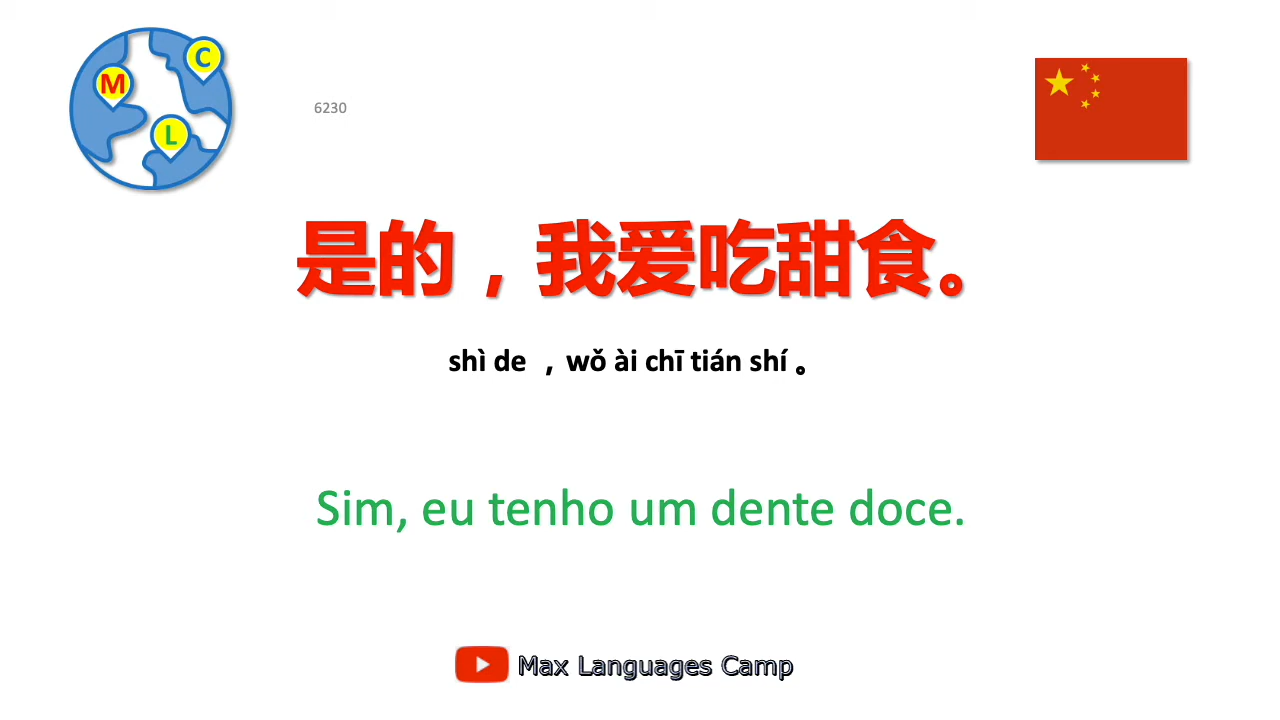 M C L
6230
是的，我爱吃甜食。
shì de ，wǒ ài chī tián shí 。
Sim, eu tenho um dente doce.
Max Languages Camp